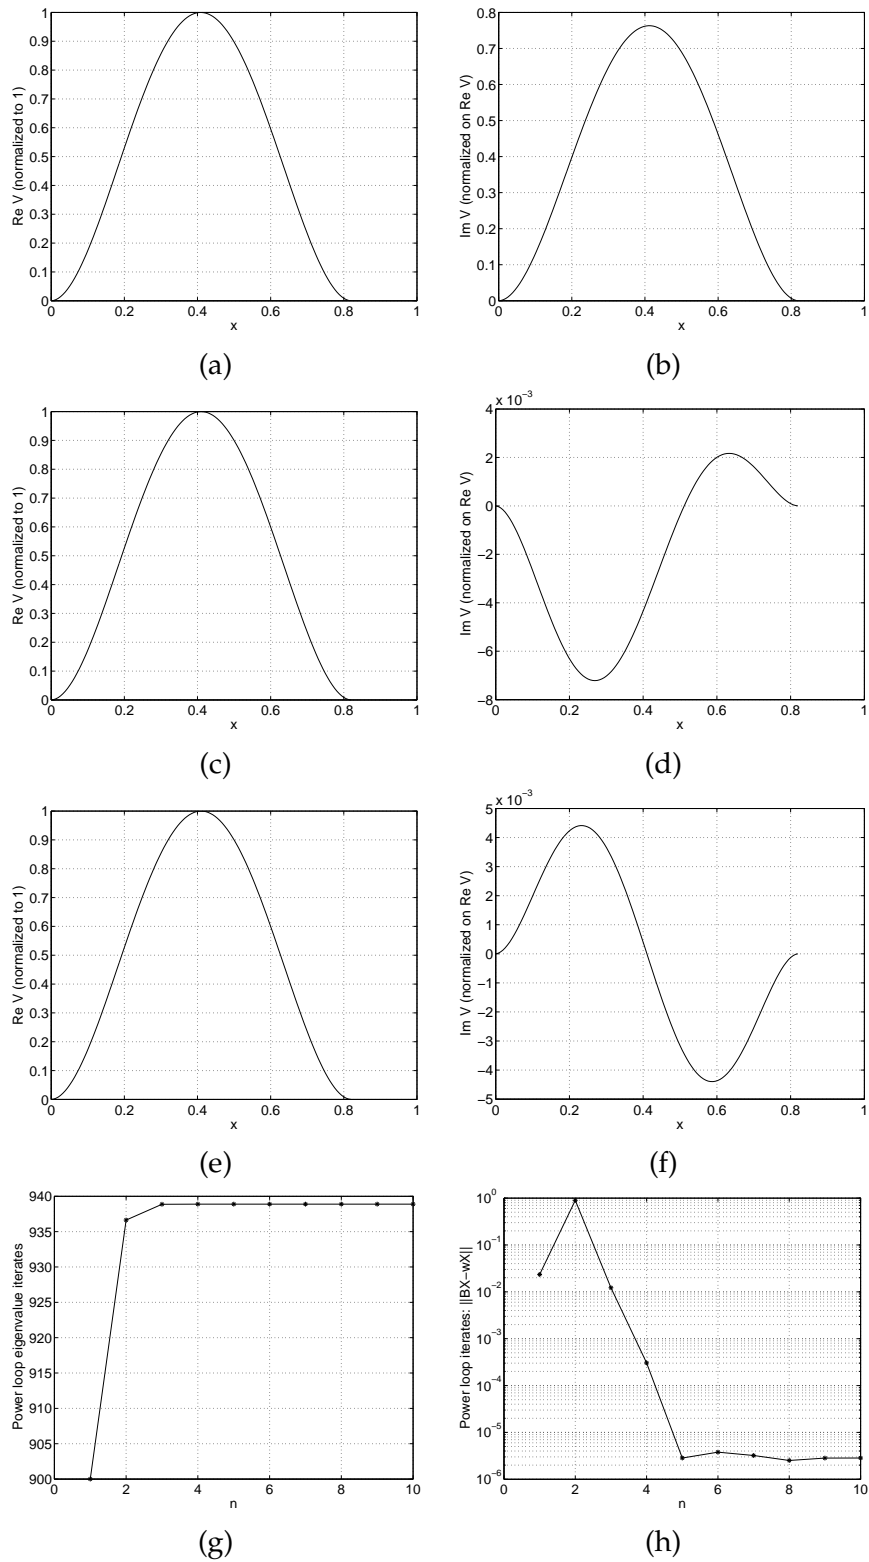 1
0.9
0.8
0.7
0.6
0.5
0.4
0.3
0.2
0.1
0
Re V (normalized to 1)
0 0.2 0.4 0.6 0.8 1
x
(a)
0.8
0.7
0.6
0.5
0.4
0.3
0.2
0.1
0
Im V (normalized on Re V)
0 0.2 0.4 0.6 0.8 1
x
(b)
1
0.9
0.8
0.7
0.6
0.5
0.4
0.3
0.2
0.1
0
Re V (normalized to 1)
0 0.2 0.4 0.6 0.8 1
x
(c)
x 10⁻³
4
2
0
−2
−4
−6
−8
Im V (normalized on Re V)
0 0.2 0.4 0.6 0.8 1
x
(d)
1
0.9
0.8
0.7
0.6
0.5
0.4
0.3
0.2
0.1
0
Re V (normalized to 1)
0 0.2 0.4 0.6 0.8 1
x
(e)
x 10⁻³
5
4
3
2
1
0
−1
−2
−3
−4
−5
Im V (normalized on Re V)
0 0.2 0.4 0.6 0.8 1
x
(f)
940
935
930
925
920
915
910
905
900
Power loop eigenvalue iterates
0 2 4 6 8 10
n
(g)
10⁰
10⁻¹
10⁻²
10⁻³
10⁻⁴
10⁻⁵
10⁻⁶
Power loop iterates: ||BX−wX||
0 2 4 6 8 10
n
(h)